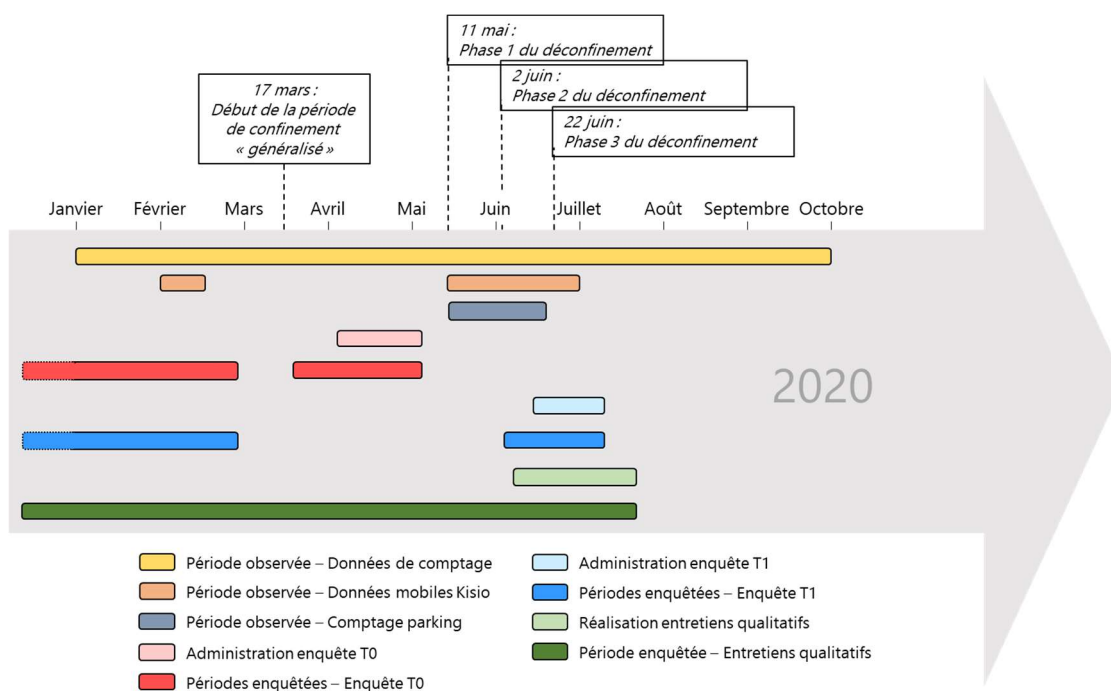 11 mai :
Phase 1 du déconfinement
2 juin :
Phase 2 du déconfinement
17 mars :
Début de la période
de confinement
« généralisé »
22 juin :
Phase 3 du déconfinement
Janvier Février Mars Avril Mai Juin Juillet Août Septembre Octobre
2020
Période observée – Données de comptage
Période observée – Données mobiles Kisio
Période observée – Comptage parking
Administration enquête T0
Périodes enquêtées – Enquête T0
Administration enquête T1
Périodes enquêtées – Enquête T1
Réalisation entretiens qualitatifs
Période enquêtée – Entretiens qualitatifs